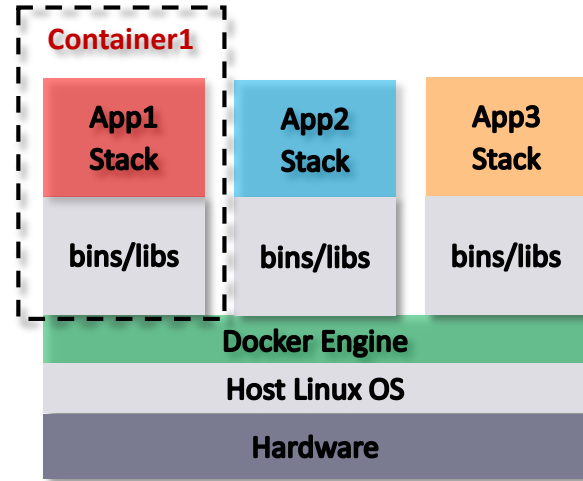 Container1
App1
Stack
App2
Stack
App3
Stack
bins/libs
bins/libs
bins/libs
Docker Engine
Host Linux OS
Hardware